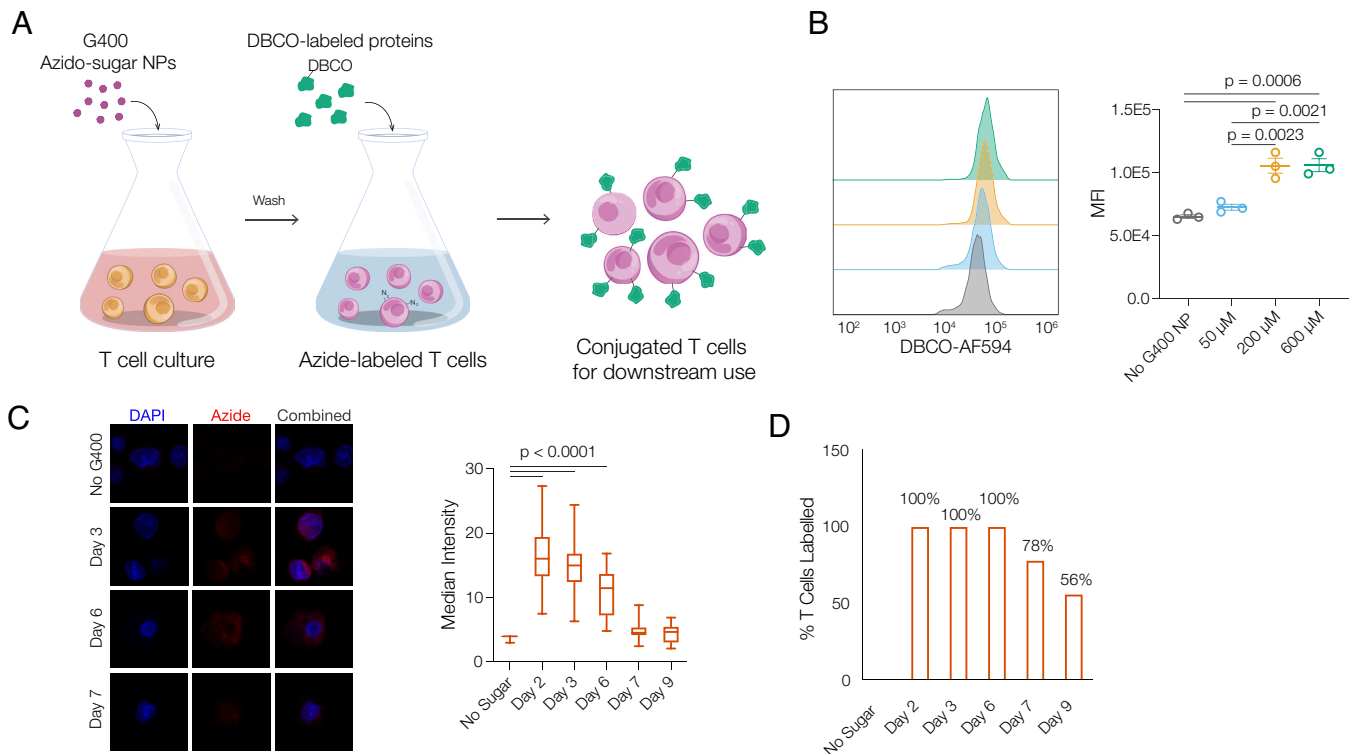 A
G400
Azido-sugar NPs
DBCO-labeled proteins
DBCO
Wash
N3
N3
T cell culture
Azide-labeled T cells
Conjugated T cells
for downstream use
B
10² 10³ 10⁴ 10⁵ 10⁶
DBCO-AF594
p = 0.0006
p = 0.0021
p = 0.0023
1.5E5
1.0E5
5.0E4
0.0
MFI
No G400 NP
50 μM
200 μM
600 μM
C
DAPI Azide Combined
No G400
Day 3
Day 6
Day 7
p < 0.0001
30
20
10
0
Median Intensity
No Sugar
Day 2
Day 3
Day 6
Day 7
Day 9
D
150
100
50
0
% T Cells Labelled
100%
100%
100%
78%
56%
No Sugar
Day 2
Day 3
Day 6
Day 7
Day 9